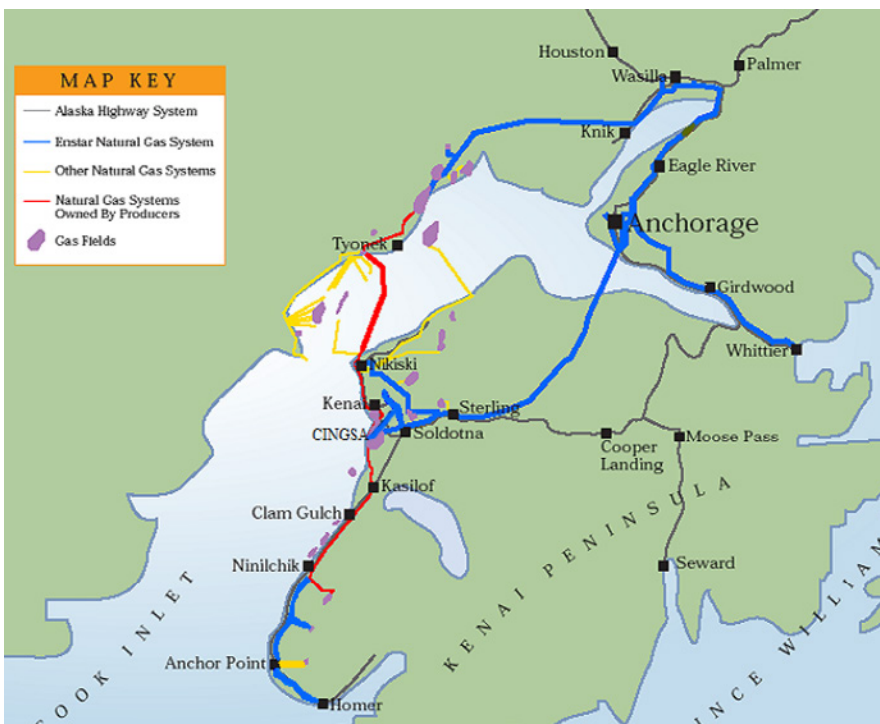 MAP KEY
Alaska Highway System
Enstar Natural Gas System
Other Natural Gas Systems
Natural Gas Systems
Owned By Producers
Gas Fields
Houston
Wasilla
Palmer
Knik
Eagle River
Anchorage
Tyonek
Girdwood
Whittier
Nikiski
Kenai
Sterling
CINGSA
Soldotna
Cooper
Landing
Moose Pass
Kasilof
Clam Gulch
Ninilchik
Seward
Anchor Point
Homer
KENAI PENINSULA
COOK INLET
INCE WILLIAM